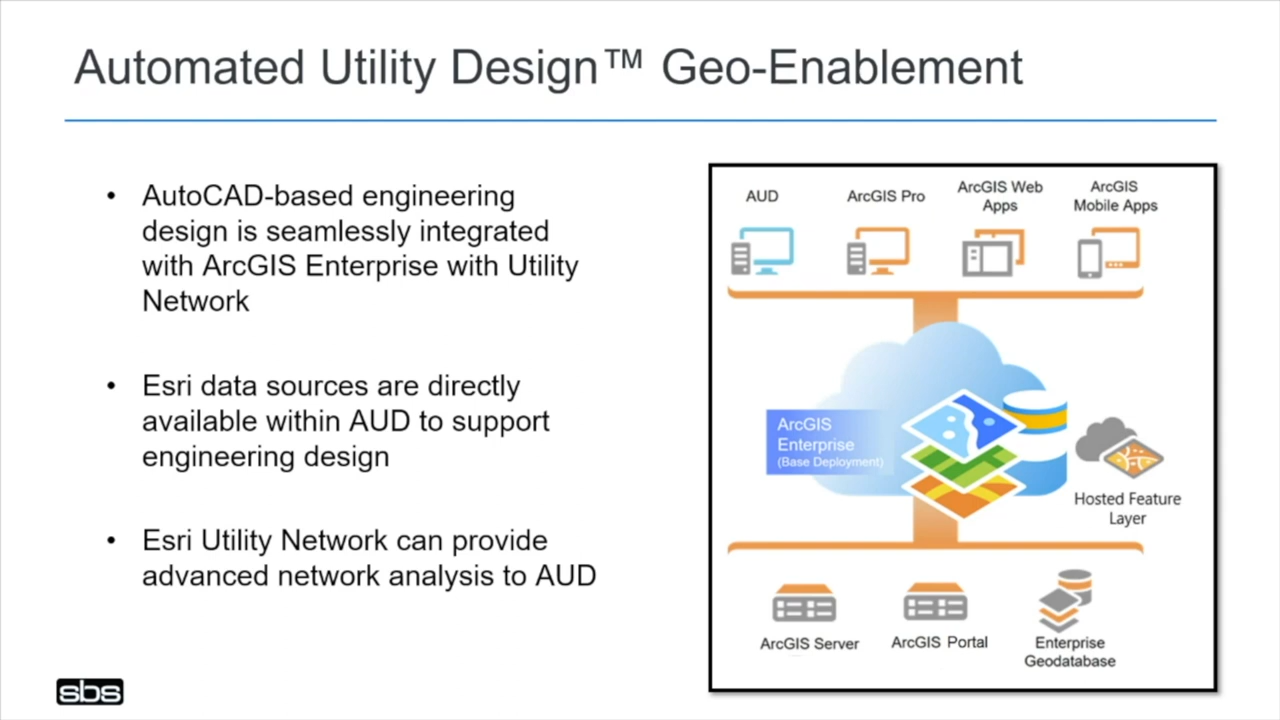 Automated Utility Design™ Geo-Enablement
• AutoCAD-based engineering
design is seamlessly integrated
with ArcGIS Enterprise with Utility
Network
• Esri data sources are directly
available within AUD to support
engineering design
• Esri Utility Network can provide
advanced network analysis to AUD
sbs
AUD
ArcGIS Pro
ArcGIS Web
Apps
ArcGIS
Mobile Apps
ArcGIS
Enterprise
(Base Deployment)
Hosted Feature
Layer
ArcGIS Server
ArcGIS Portal
Enterprise
Geodatabase